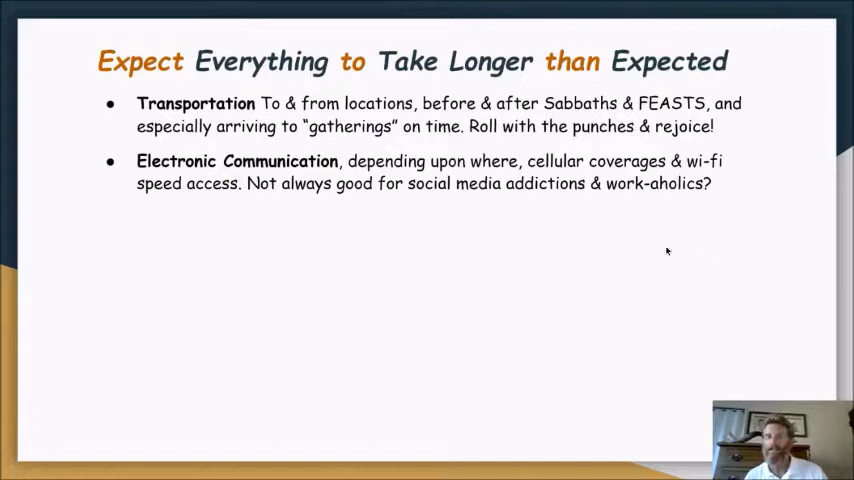 Expect Everything to Take Longer than Expected
● Transportation To & from locations, before & after Sabbaths & FEASTS, and
especially arriving to “gatherings” on time. Roll with the punches & rejoice!
● Electronic Communication, depending upon where, cellular coverages & wi-fi
speed access. Not always good for social media addictions & work-aholics?